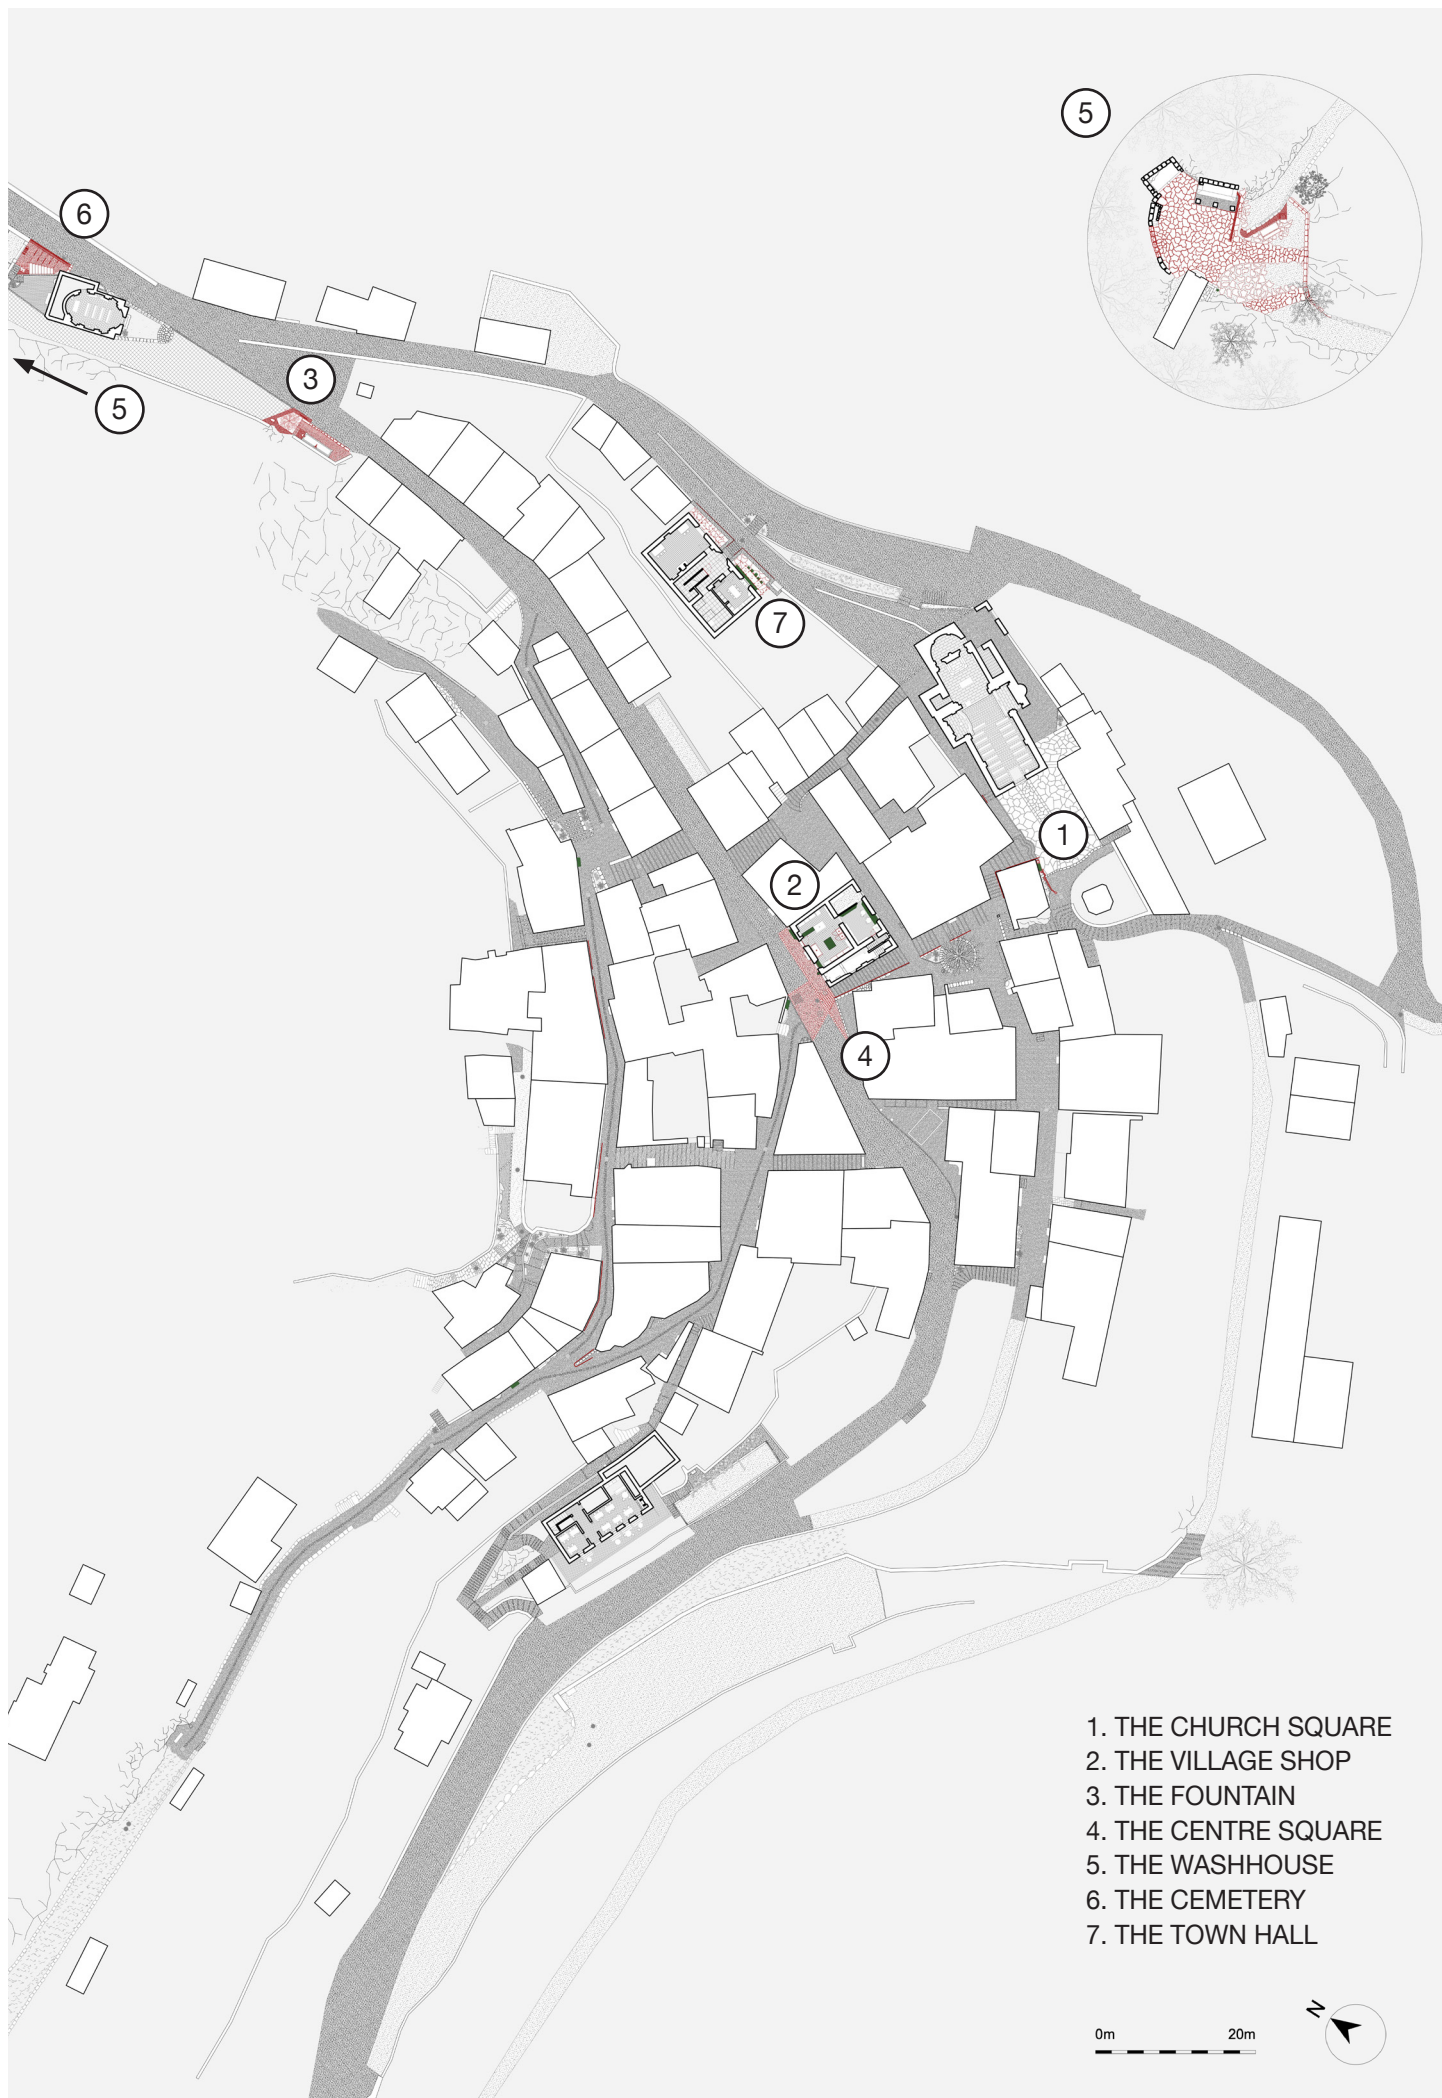 5
6
3
5
7
1
2
4
1. THE CHURCH SQUARE
2. THE VILLAGE SHOP
3. THE FOUNTAIN
4. THE CENTRE SQUARE
5. THE WASHHOUSE
6. THE CEMETERY
7. THE TOWN HALL
N
0m 20m